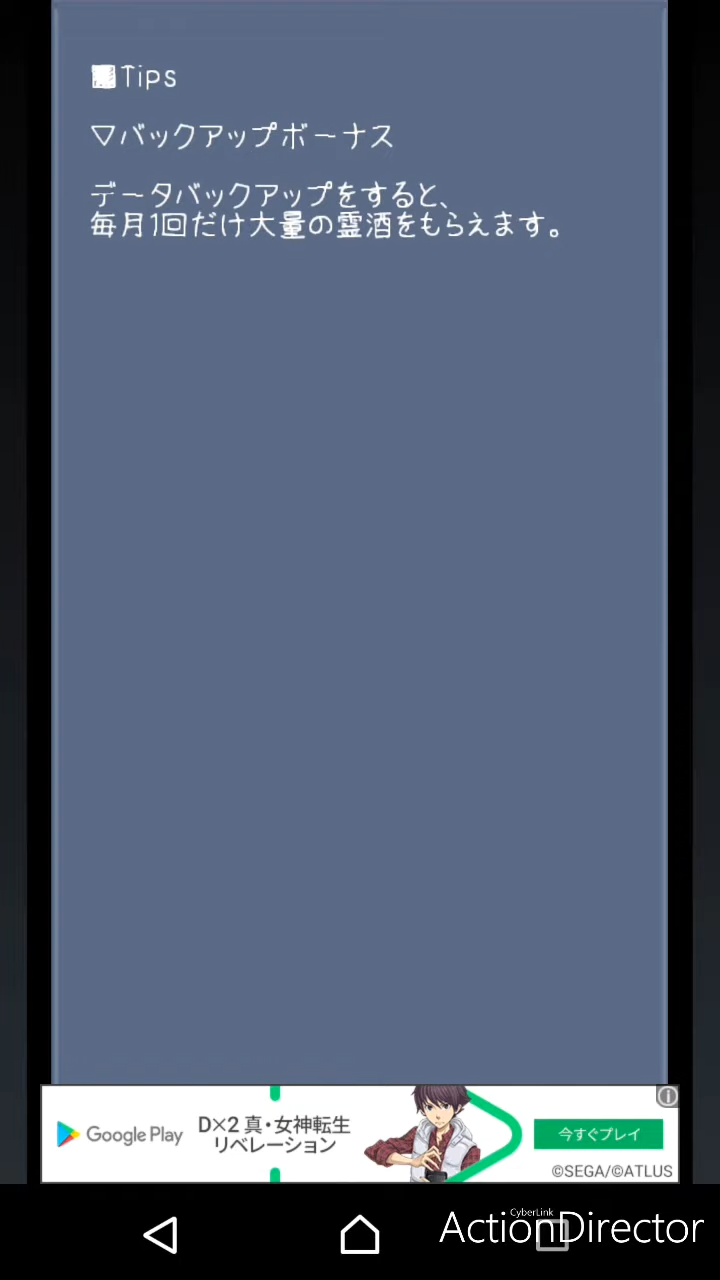 ■Tips
▽バックアップボーナス
データバックアップをすると、
毎月1回だけ大量の霊酒をもらえます。
Google Play
D×2 真・女神転生
リベレーション
今すぐプレイ
©SEGA/©ATLUS
CyberLink
ActionDirector